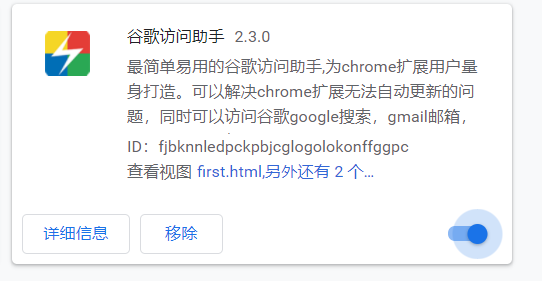 谷歌访问助手 2.3.0
最简单易用的谷歌访问助手,为chrome扩展用户量
身打造。可以解决chrome扩展无法自动更新的问
题，同时可以访问谷歌google搜索，gmail邮箱，
ID：fjbknnledpckpbjcglogolokonffggpc
查看视图 first.html,另外还有 2 个...
详细信息 移除